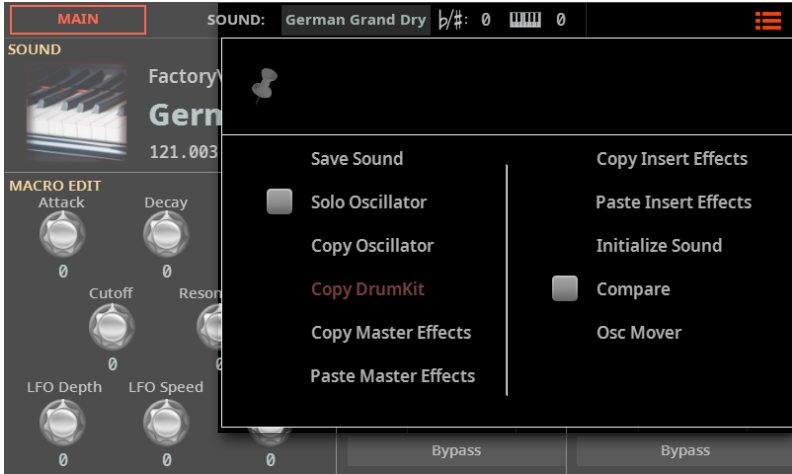 MAIN
SOUND: German Grand Dry b/#: 0 0
SOUND
Factory
Germ
121.003
MACRO EDIT
Attack Decay
0 0
Cutoff Reson
0
LFO Depth LFO Speed
0 0 0
Save Sound
Solo Oscillator
Copy Oscillator
Copy DrumKit
Copy Master Effects
Paste Master Effects
Copy Insert Effects
Paste Insert Effects
Initialize Sound
Compare
Osc Mover
Bypass Bypass